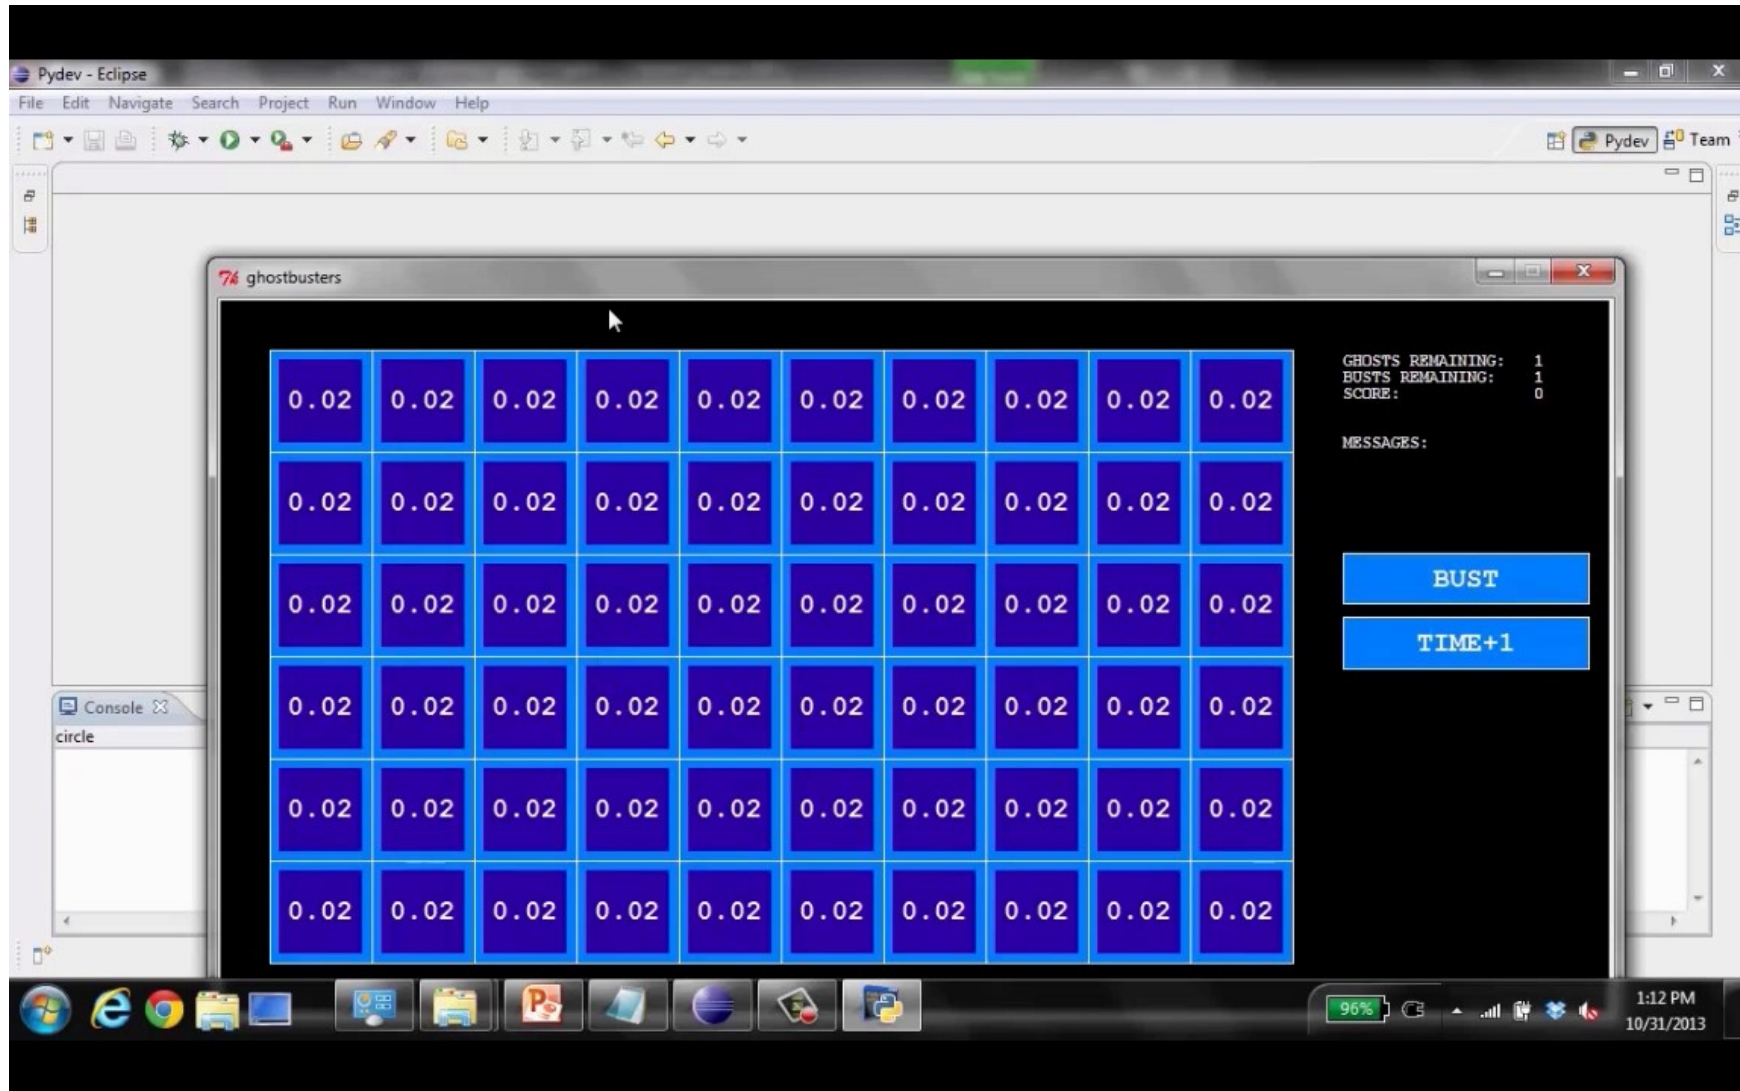 Pydev - Eclipse
File Edit Navigate Search Project Run Window Help
Pydev Team
ghostbusters
GHOSTS REMAINING: 1
BUSTS REMAINING: 1
SCORE: 0
MESSAGES:
0.02 0.02 0.02 0.02 0.02 0.02 0.02 0.02 0.02 0.02
0.02 0.02 0.02 0.02 0.02 0.02 0.02 0.02 0.02 0.02
0.02 0.02 0.02 0.02 0.02 0.02 0.02 0.02 0.02 0.02
0.02 0.02 0.02 0.02 0.02 0.02 0.02 0.02 0.02 0.02
0.02 0.02 0.02 0.02 0.02 0.02 0.02 0.02 0.02 0.02
0.02 0.02 0.02 0.02 0.02 0.02 0.02 0.02 0.02 0.02
BUST
TIME+1
Console
circle
96%
1:12 PM
10/31/2013